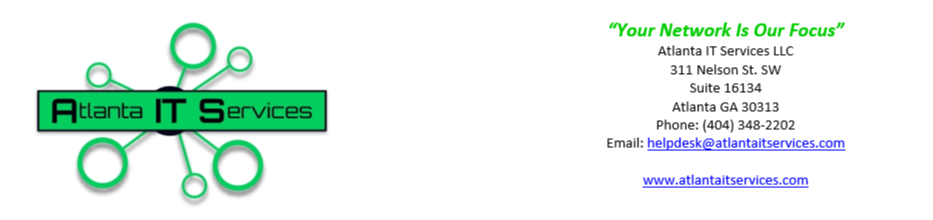 Atlanta IT Services
“Your Network Is Our Focus”
Atlanta IT Services LLC
311 Nelson St. SW
Suite 16134
Atlanta GA 30313
Phone: (404) 348-2202
Email: helpdesk@atlantaitservices.com
www.atlantaitservices.com